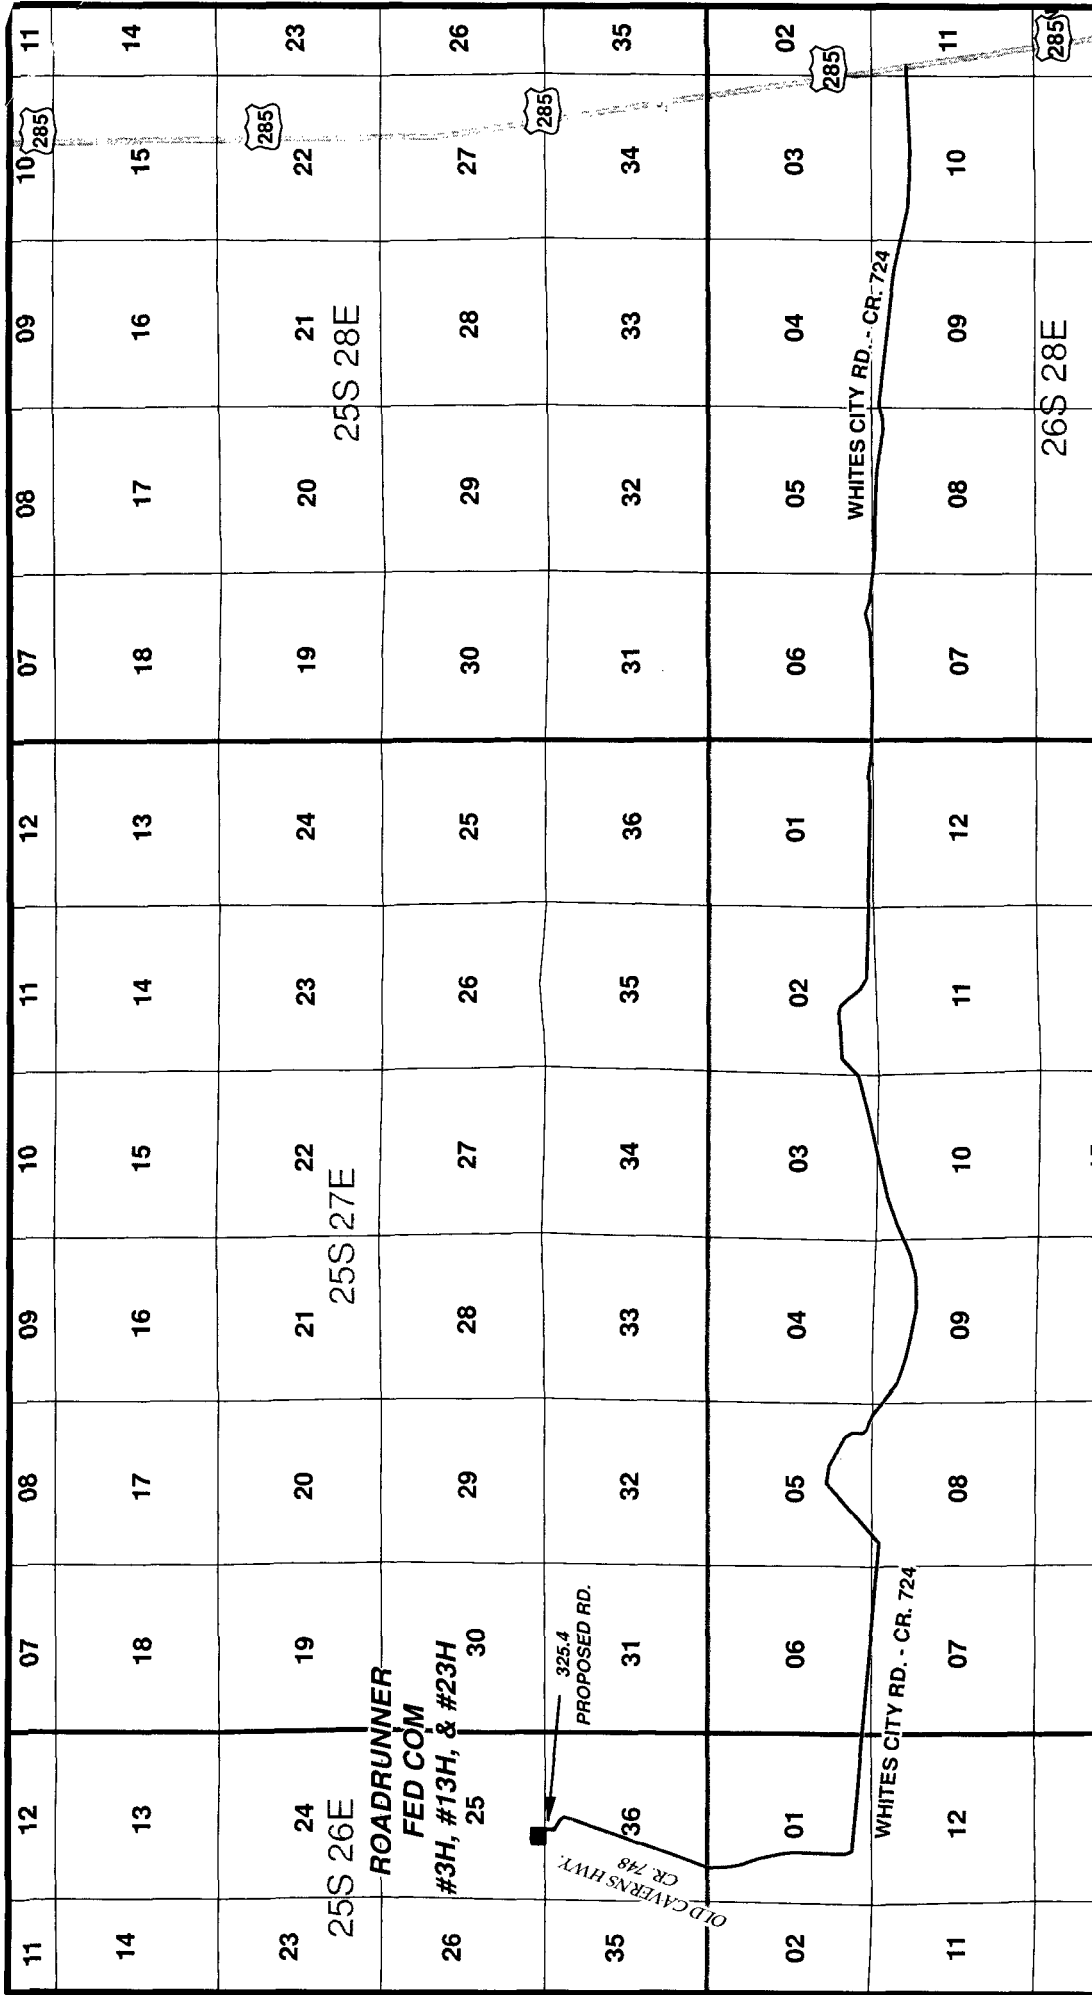 11 12 07 08 09 10 11 12 07 08 09 10 11
285
14 13 18 17 16 15 14 13 18 17 16 15 14
23 24 19 20 21 22 23 24 19 20 21 22 23
285
25S 26E
25S 27E
25S 28E
ROADRUNNER
FED COM
#3H, #13H, & #23H
26 25 30 29 28 27 26 25 30 29 28 27 26
285
325.4
PROPOSED RD.
35 36 31 32 33 34 35 36 31 32 33 34 35
OLD CAVERNS HWY.
CR. 748
02 01 06 05 04 03 02 01 06 05 04 03 02
285
WHITES CITY RD. - CR. 724
WHITES CITY RD. - CR. 724
11 12 07 08 09 10 11 12 07 08 09 10 11
285
26S 28E